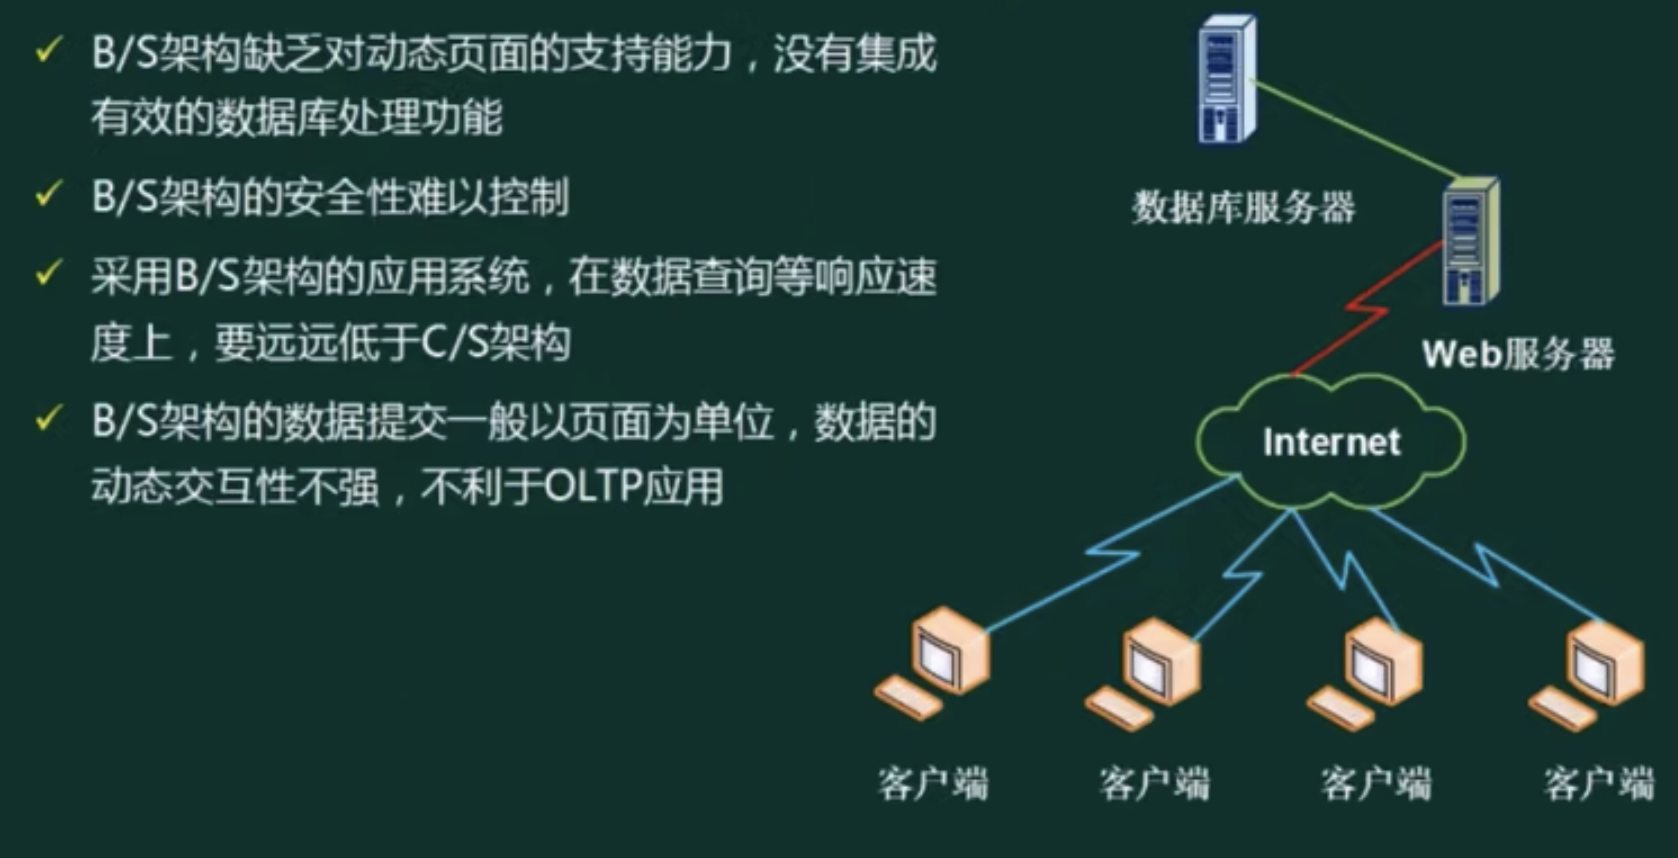 B/S架构缺乏对动态页面的支持能力，没有集成
有效的数据库处理功能
B/S架构的安全性难以控制
采用B/S架构的应用系统，在数据查询等响应速
度上，要远远低于C/S架构
B/S架构的数据提交一般以页面为单位，数据的
动态交互性不强，不利于OLTP应用
数据库服务器
Web服务器
Internet
客户端
客户端
客户端
客户端